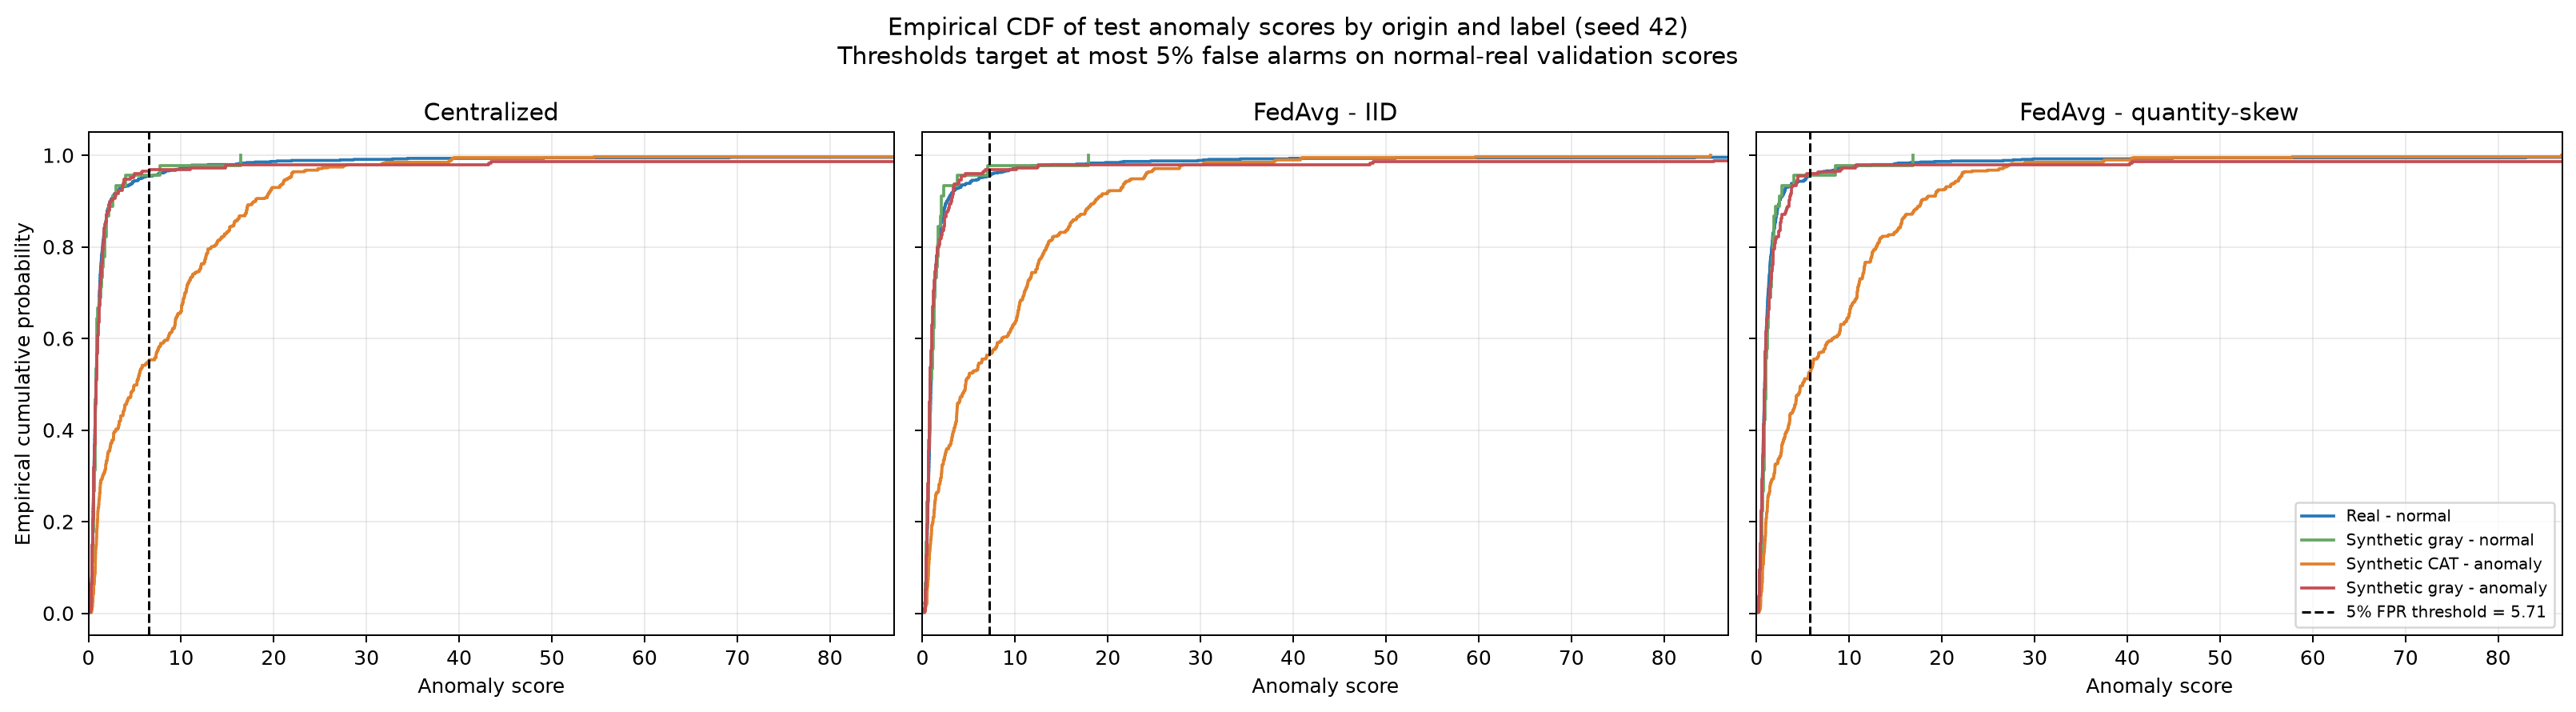 Empirical CDF of test anomaly scores by origin and label (seed 42)
Thresholds target at most 5% false alarms on normal-real validation scores
Centralized
FedAvg - IID
FedAvg - quantity-skew
Empirical cumulative probability
1.0
0.8
0.6
0.4
0.2
0.0
0 10 20 30 40 50 60 70 80
Anomaly score
0 10 20 30 40 50 60 70 80
Anomaly score
0 10 20 30 40 50 60 70 80
Anomaly score
Real - normal
Synthetic gray - normal
Synthetic CAT - anomaly
Synthetic gray - anomaly
5% FPR threshold = 5.71